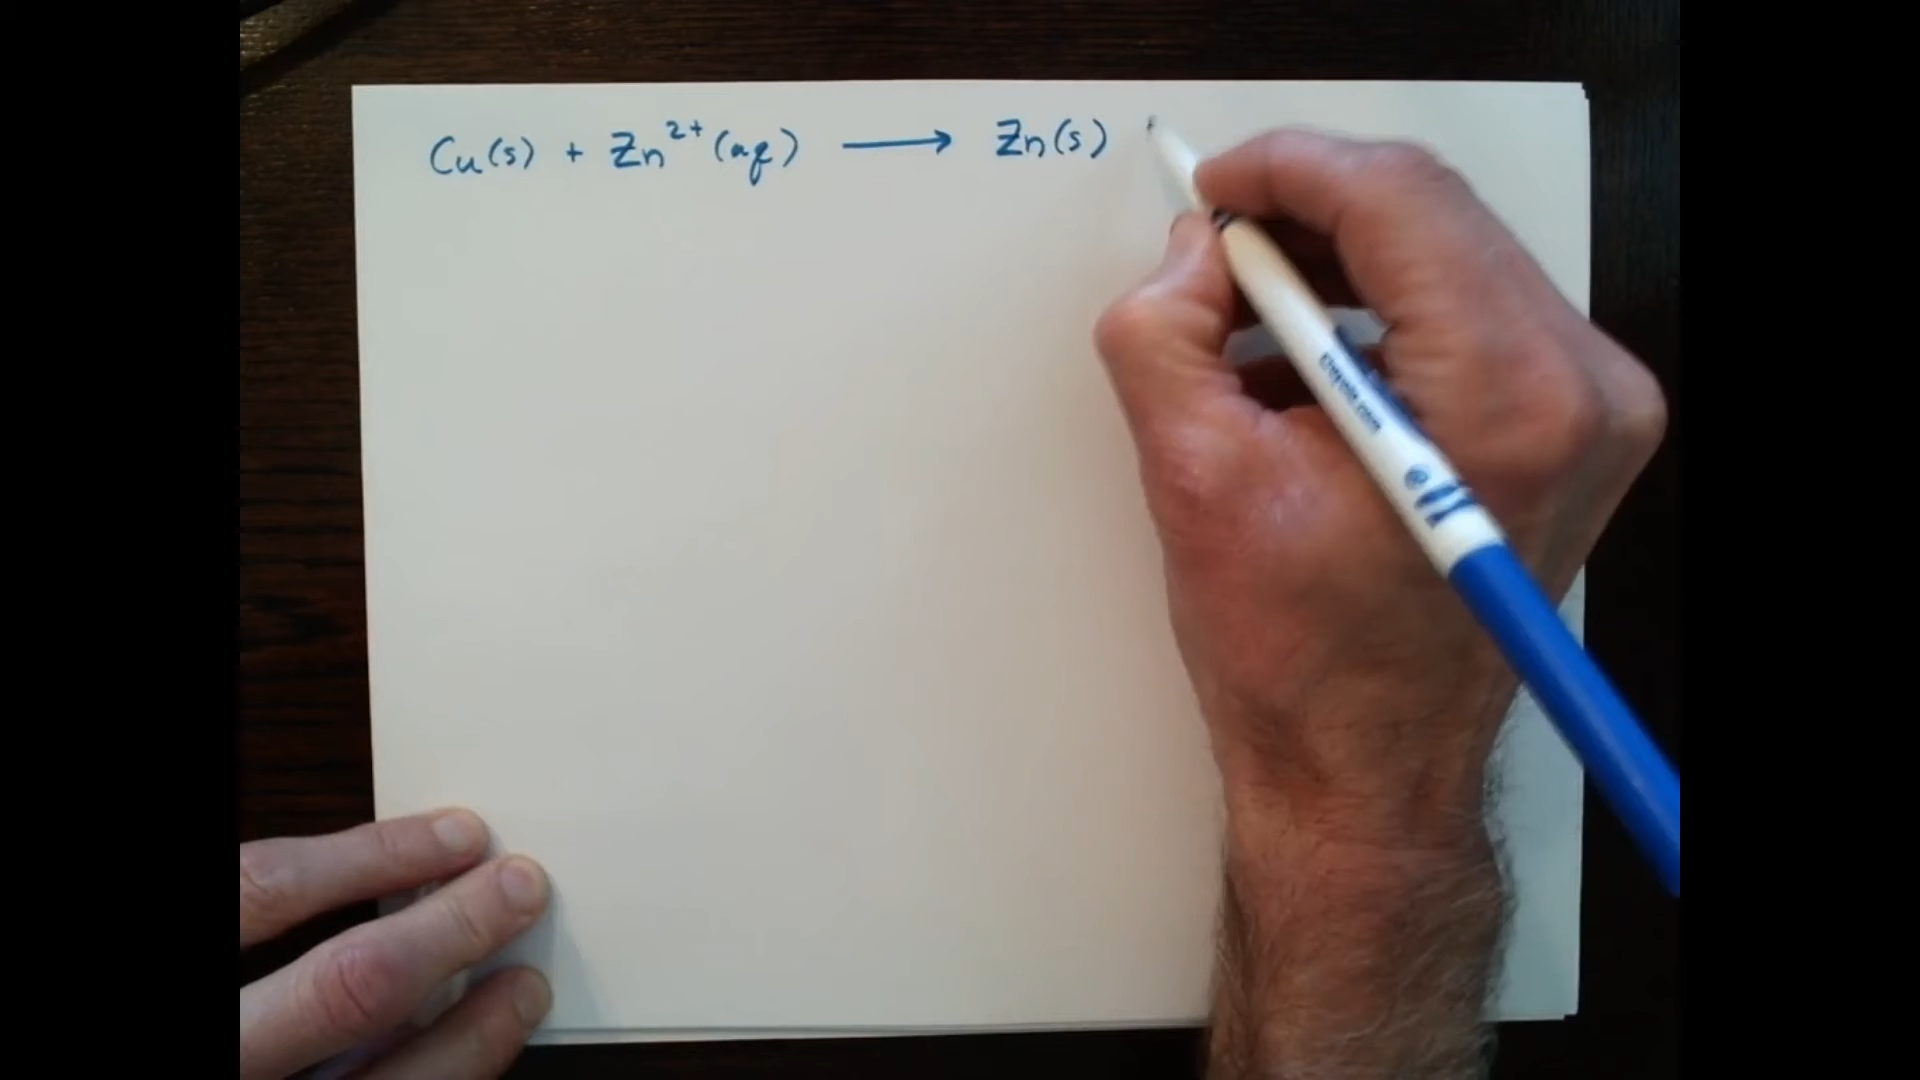 Cu(s) + Zn²⁺(aq) ⟶ Zn(s)